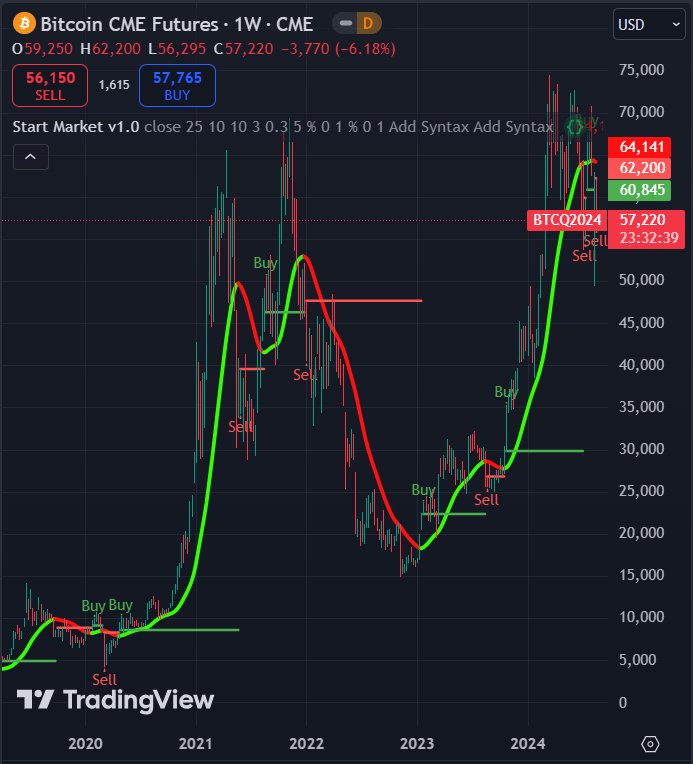 Bitcoin CME Futures · 1W · CME
D
USD
O59,250 H62,200 L56,295 C57,220 −3,770 (−6.18%)
56,150
SELL
1,615
57,765
BUY
Start Market v1.0 close 25 10 10 3 0.3 5 % 0 1 % 0 1 Add Syntax Add Syntax
75,000
70,000
64,141
62,200
60,845
BTCQ2024 57,220
23:32:39
50,000
45,000
40,000
35,000
30,000
25,000
20,000
15,000
10,000
5,000
0
Buy
Buy
Sell
Sell
Buy
Sell
Buy
Sell
Buy
Buy Buy
Sell
Sell
TradingView
2020 2021 2022 2023 2024